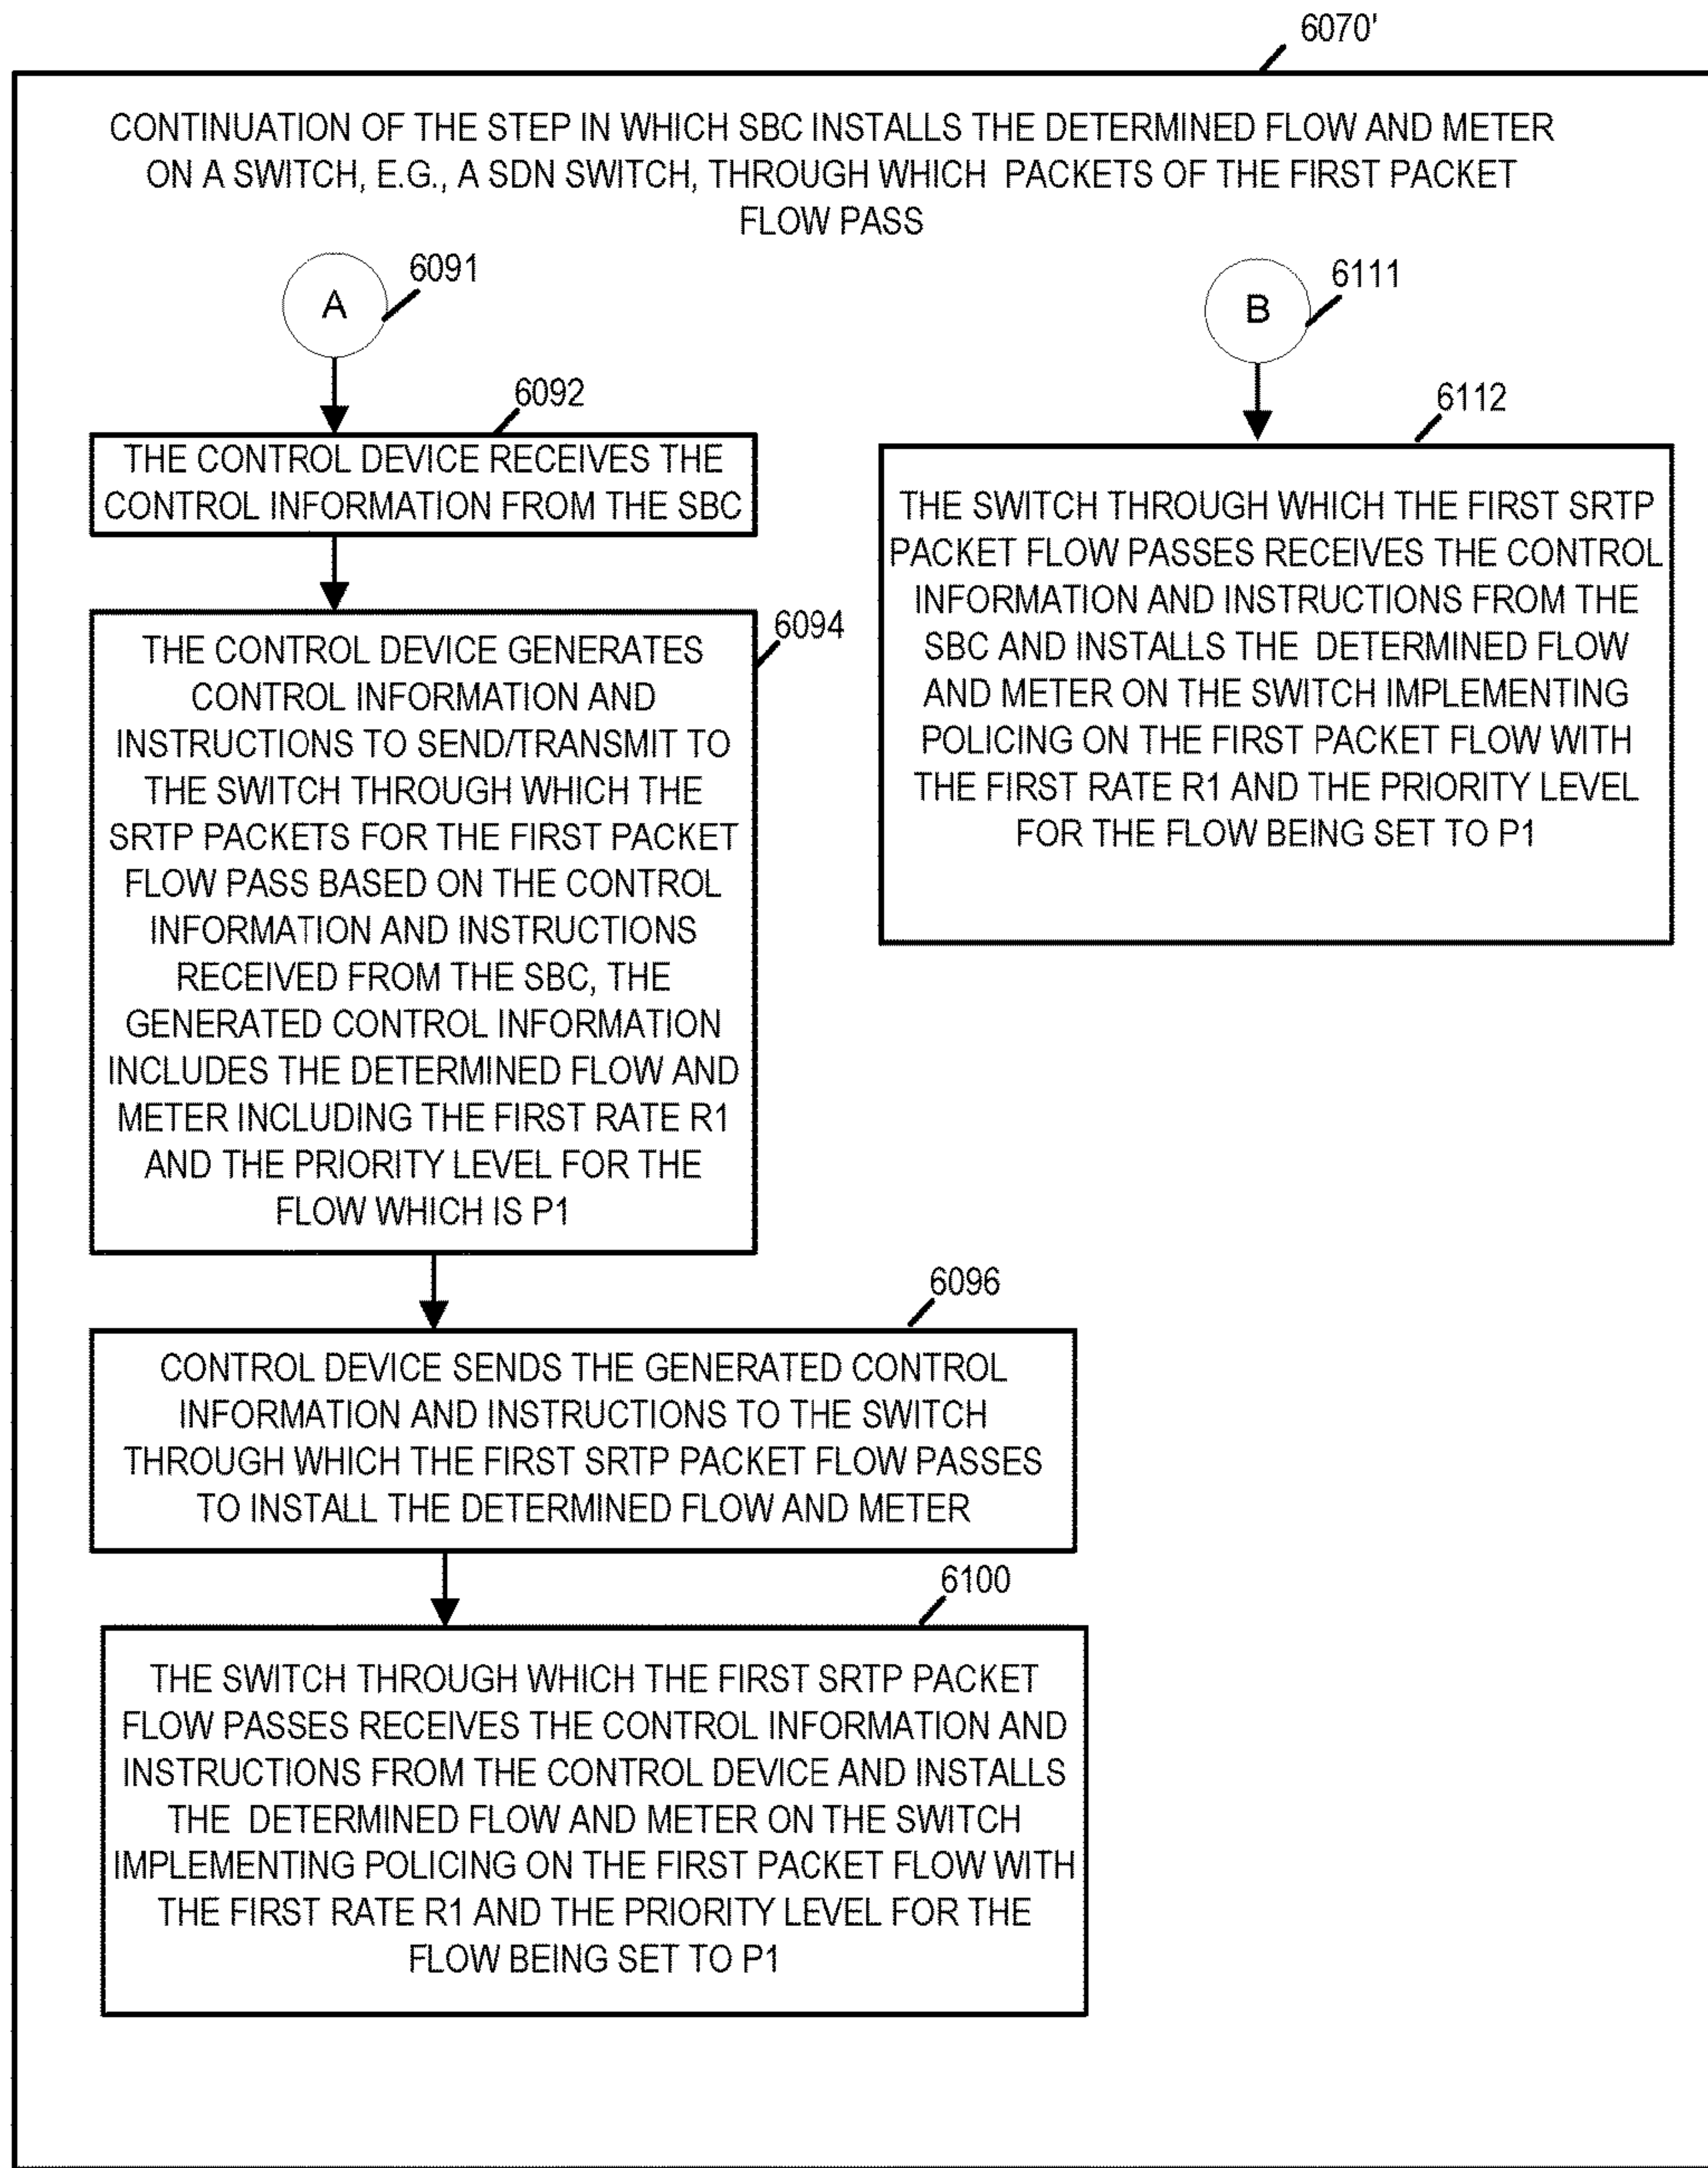 6070'
CONTINUATION OF THE STEP IN WHICH SBC INSTALLS THE DETERMINED FLOW AND METER
ON A SWITCH, E.G., A SDN SWITCH, THROUGH WHICH PACKETS OF THE FIRST PACKET
FLOW PASS
A
6091
6092
THE CONTROL DEVICE RECEIVES THE
CONTROL INFORMATION FROM THE SBC
6094
THE CONTROL DEVICE GENERATES
CONTROL INFORMATION AND
INSTRUCTIONS TO SEND/TRANSMIT TO
THE SWITCH THROUGH WHICH THE
SRTP PACKETS FOR THE FIRST PACKET
FLOW PASS BASED ON THE CONTROL
INFORMATION AND INSTRUCTIONS
RECEIVED FROM THE SBC, THE
GENERATED CONTROL INFORMATION
INCLUDES THE DETERMINED FLOW AND
METER INCLUDING THE FIRST RATE R1
AND THE PRIORITY LEVEL FOR THE
FLOW WHICH IS P1
6096
CONTROL DEVICE SENDS THE GENERATED CONTROL
INFORMATION AND INSTRUCTIONS TO THE SWITCH
THROUGH WHICH THE FIRST SRTP PACKET FLOW PASSES
TO INSTALL THE DETERMINED FLOW AND METER
6100
THE SWITCH THROUGH WHICH THE FIRST SRTP PACKET
FLOW PASSES RECEIVES THE CONTROL INFORMATION AND
INSTRUCTIONS FROM THE CONTROL DEVICE AND INSTALLS
THE DETERMINED FLOW AND METER ON THE SWITCH
IMPLEMENTING POLICING ON THE FIRST PACKET FLOW WITH
THE FIRST RATE R1 AND THE PRIORITY LEVEL FOR THE
FLOW BEING SET TO P1
B
6111
6112
THE SWITCH THROUGH WHICH THE FIRST SRTP
PACKET FLOW PASSES RECEIVES THE CONTROL
INFORMATION AND INSTRUCTIONS FROM THE
SBC AND INSTALLS THE DETERMINED FLOW
AND METER ON THE SWITCH IMPLEMENTING
POLICING ON THE FIRST PACKET FLOW WITH
THE FIRST RATE R1 AND THE PRIORITY LEVEL
FOR THE FLOW BEING SET TO P1